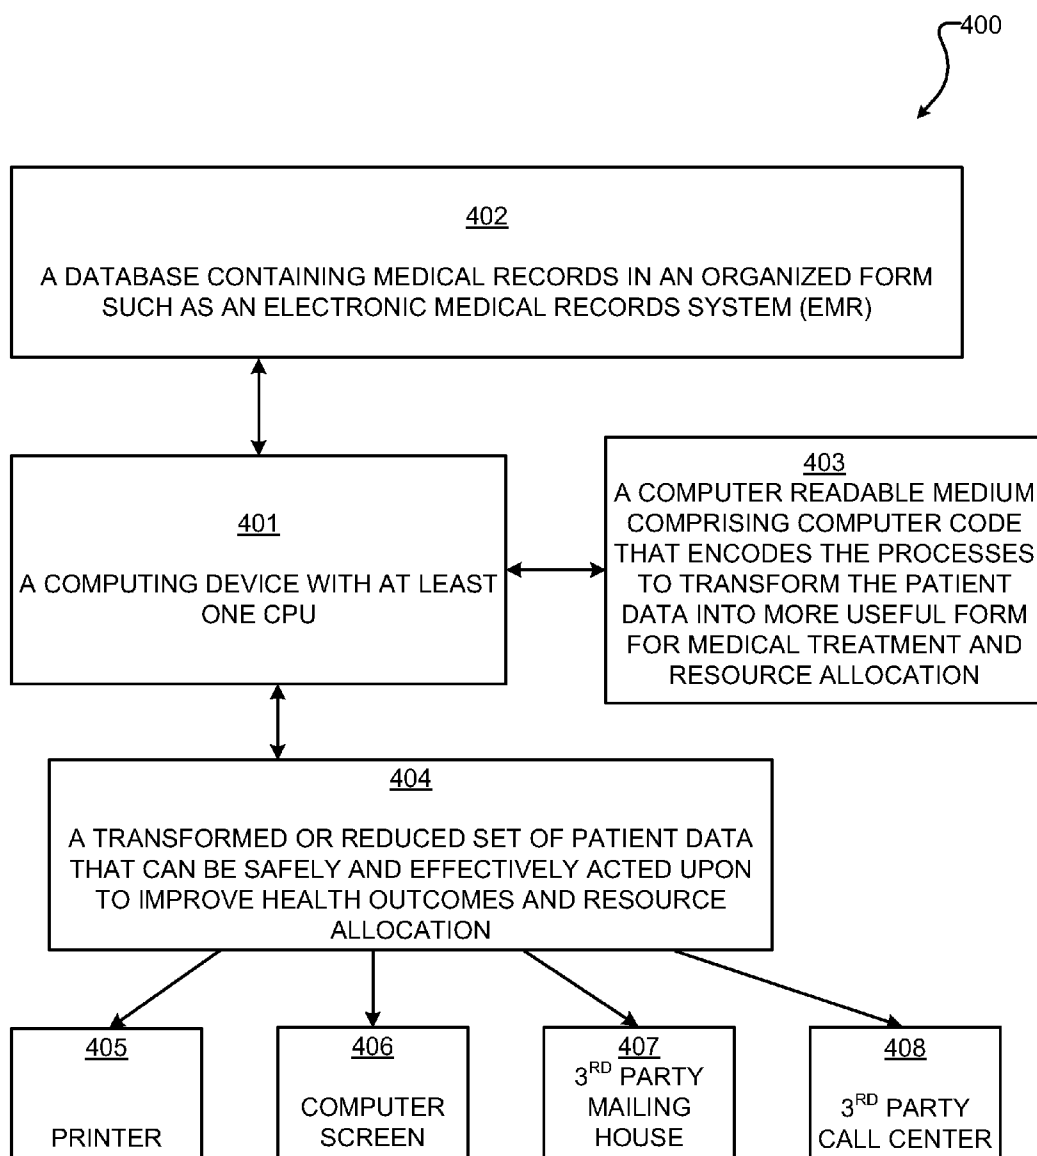 400
402
A DATABASE CONTAINING MEDICAL RECORDS IN AN ORGANIZED FORM
SUCH AS AN ELECTRONIC MEDICAL RECORDS SYSTEM (EMR)
401
A COMPUTING DEVICE WITH AT LEAST
ONE CPU
403
A COMPUTER READABLE MEDIUM
COMPRISING COMPUTER CODE
THAT ENCODES THE PROCESSES
TO TRANSFORM THE PATIENT
DATA INTO MORE USEFUL FORM
FOR MEDICAL TREATMENT AND
RESOURCE ALLOCATION
404
A TRANSFORMED OR REDUCED SET OF PATIENT DATA
THAT CAN BE SAFELY AND EFFECTIVELY ACTED UPON
TO IMPROVE HEALTH OUTCOMES AND RESOURCE
ALLOCATION
405
PRINTER
406
COMPUTER
SCREEN
407
3RD PARTY
MAILING
HOUSE
408
3RD PARTY
CALL CENTER